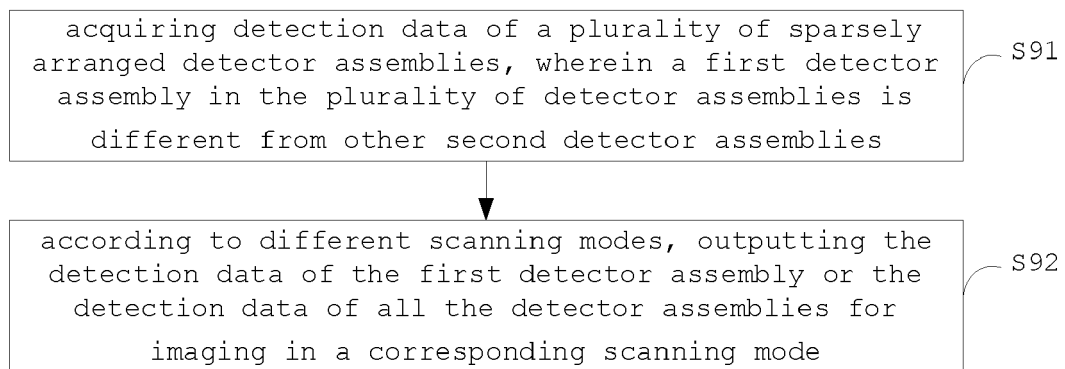 acquiring detection data of a plurality of sparsely
arranged detector assemblies, wherein a first detector
assembly in the plurality of detector assemblies is
different from other second detector assemblies
S91
according to different scanning modes, outputting the
detection data of the first detector assembly or the
detection data of all the detector assemblies for
imaging in a corresponding scanning mode
S92